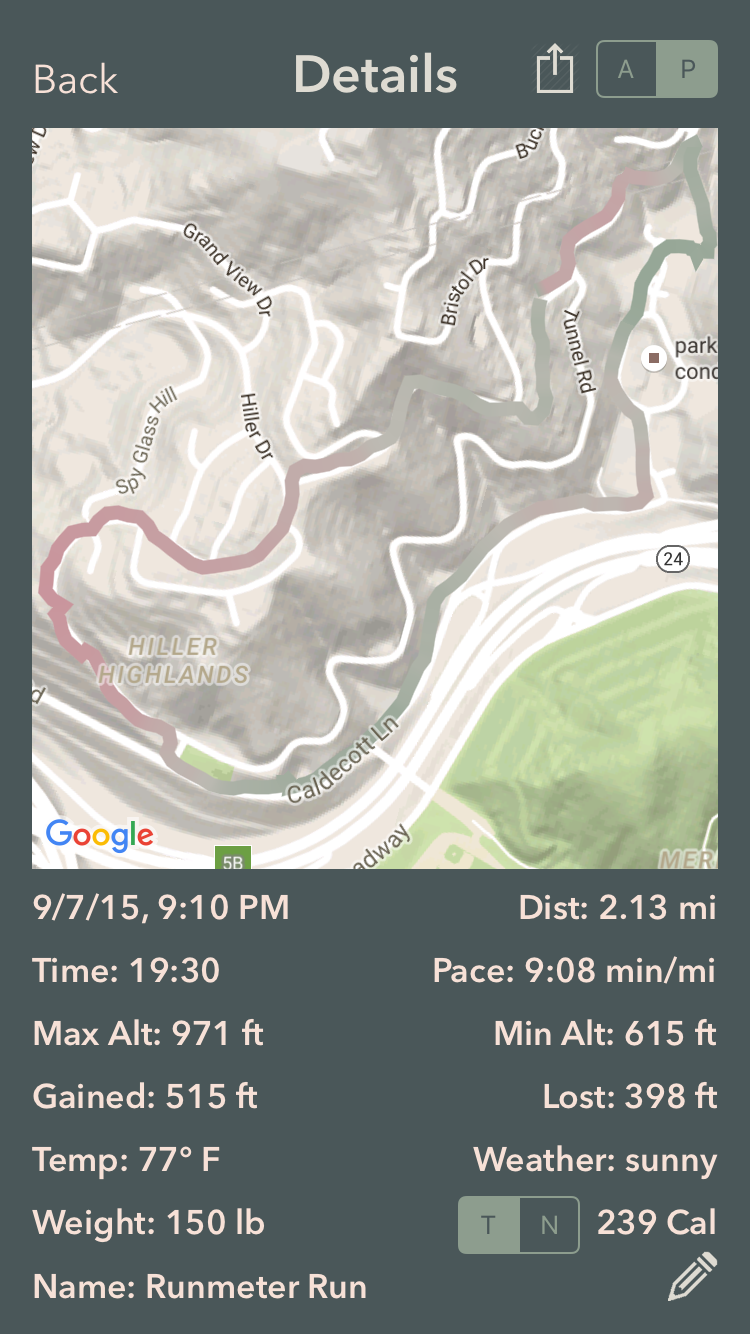 Back
Details
A P
Buc
Grand View Dr
Bristol Dr
Tunnel Rd
park
conc
Spy Glass Hill
Hiller Dr
24
HILLER
HIGHLANDS
d
Caldecott Ln
Google
5B
adway
MER
9/7/15, 9:10 PM
Dist: 2.13 mi
Time: 19:30
Pace: 9:08 min/mi
Max Alt: 971 ft
Min Alt: 615 ft
Gained: 515 ft
Lost: 398 ft
Temp: 77° F
Weather: sunny
Weight: 150 lb
T N
239 Cal
Name: Runmeter Run